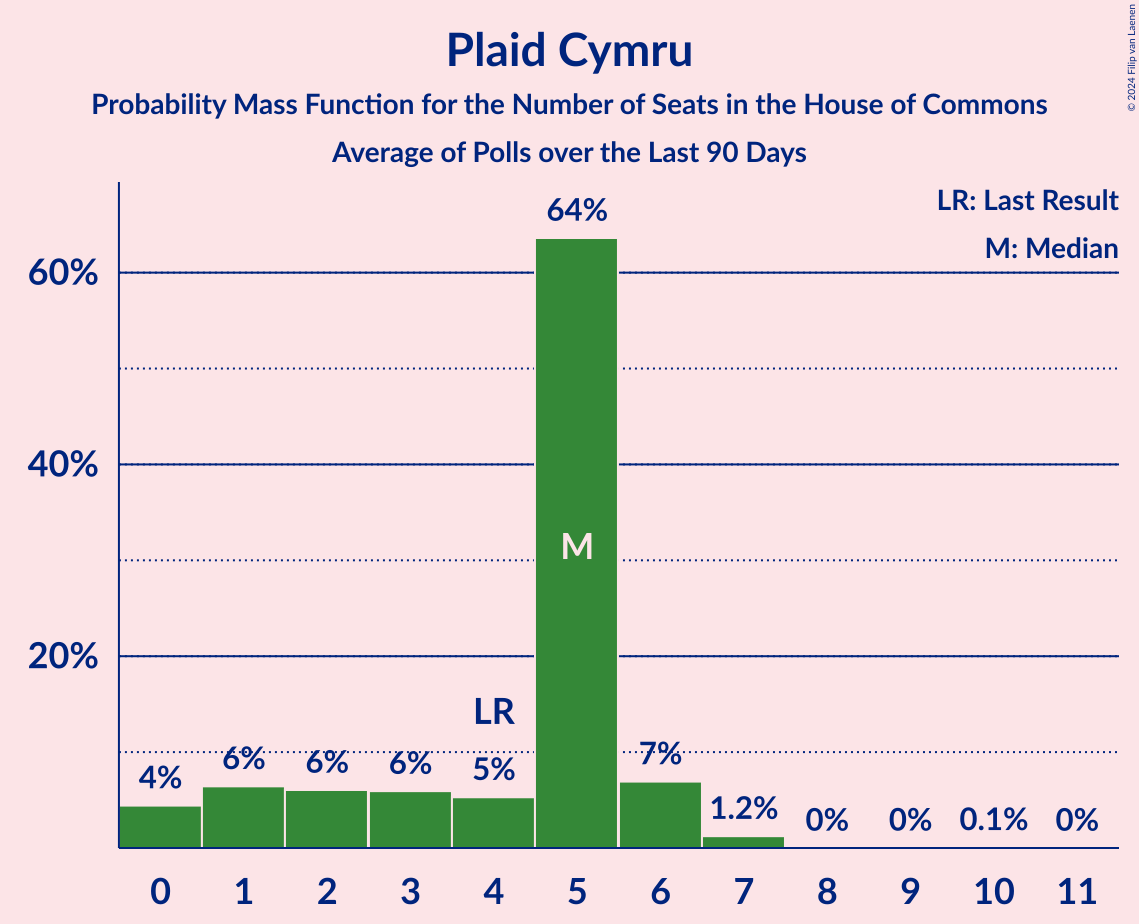 Plaid Cymru
Probability Mass Function for the Number of Seats in the House of Commons
Average of Polls over the Last 90 Days
© 2024 Filip van Laenen
LR: Last Result
M: Median
60%
40%
20%
4%
6%
6%
6%
LR
5%
64%
M
7%
1.2%
0%
0%
0.1%
0%
0 1 2 3 4 5 6 7 8 9 10 11